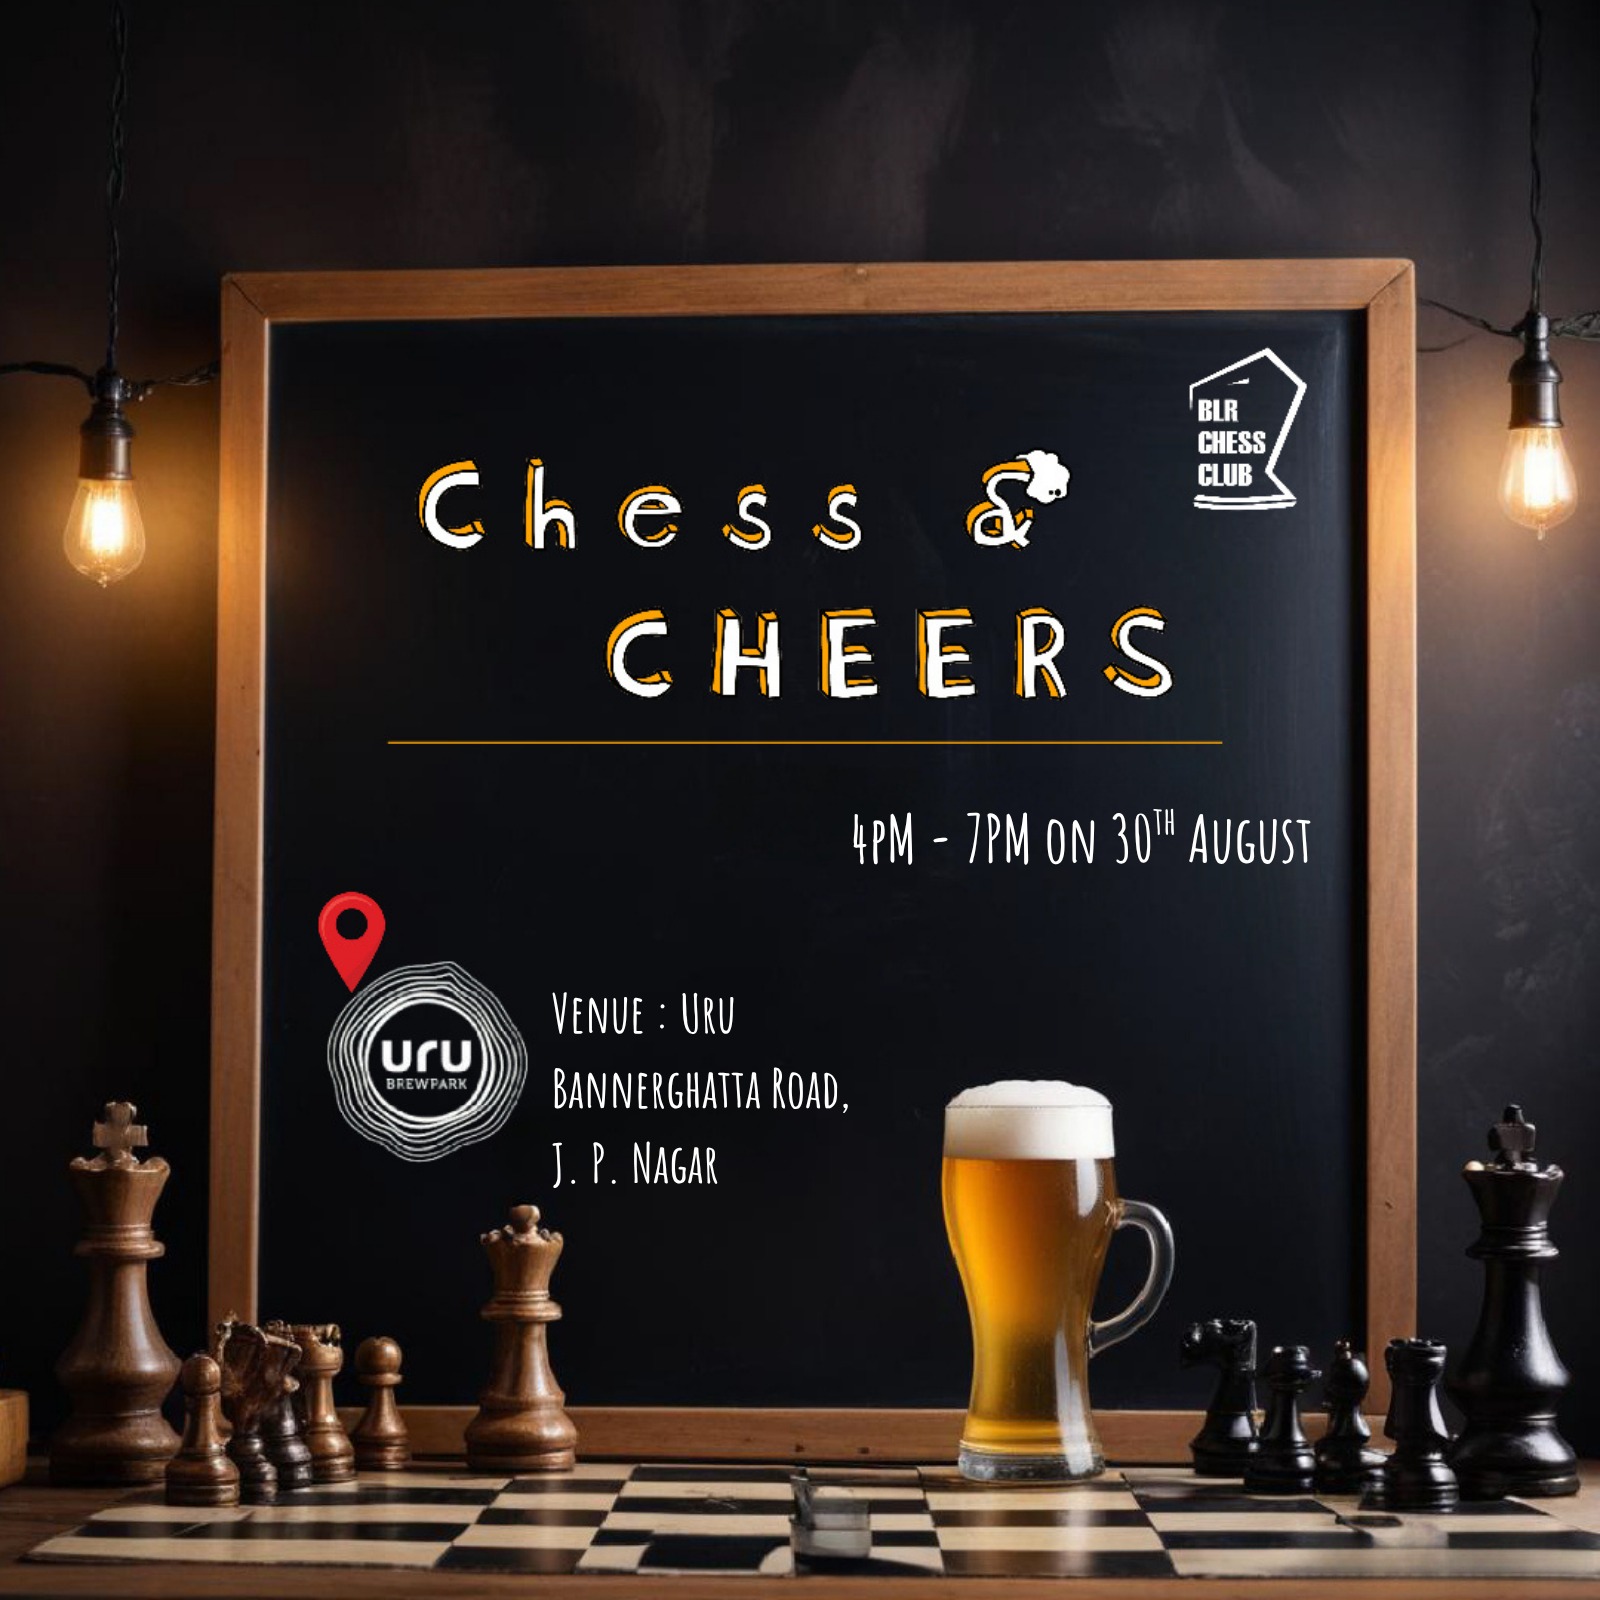 BLR
CHESS
CLUB
Chess &
CHEERS
4PM - 7PM ON 30TH AUGUST
uru
BREWPARK
VENUE : URU
BANNERGHATTA ROAD,
J. P. NAGAR